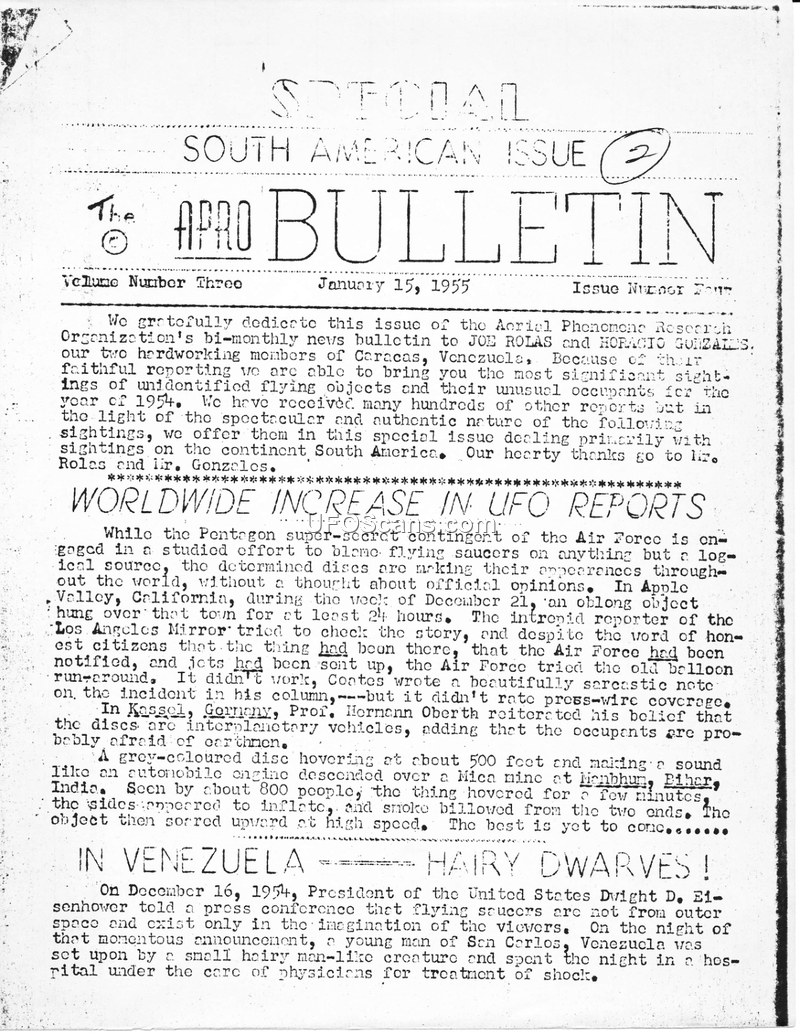 SPECIAL
SOUTH AMERICAN ISSUE 2
The APRO BULLETIN
©
Volume Number Three January 15, 1955 Issue Number Four
We gratefully dedicate this issue of the Aerial Phenomena Research
Organization's bi-monthly news bulletin to JOE ROLAS and HORACIO GONZALES.
our two hardworking members of Caracas, Venezuela. Because of their
faithful reporting we are able to bring you the most significant sight-
ings of unidentified flying objects and their unusual occupants for the
year of 1954. We have received many hundreds of other reports but in
the light of the spectacular and authentic nature of the following
sightings, we offer them in this special issue dealing primarily with
sightings on the continent South America. Our hearty thanks go to Mr.
Rolas and Mr. Gonzales.
************************************************************
WORLDWIDE INCREASE IN UFO REPORTS
UFOScans.com
While the Pentagon super-secret contingent of the Air Force is en-
gaged in a studied effort to blame flying saucers on anything but a log-
ical source, the determined discs are making their appearances through-
out the world, without a thought about official opinions. In Apple
Valley, California, during the week of December 21, an oblong object
hung over that town for at least 24 hours. The intrepid reporter of the
Los Angeles Mirror tried to check the story, and despite the word of hon-
est citizens that the thing had been there, that the Air Force had been
notified, and jets had been sent up, the Air Force tried the old balloon
run-around. It didn't work, Coates wrote a beautifully sarcastic note
on the incident in his column,---but it didn't rate press-wire coverage.
In Kassel, Germany, Prof. Hermann Oberth reiterated his belief that
the discs are interplanetary vehicles, adding that the occupants are pro-
bably afraid of earthmen.
A grey-coloured disc hovering at about 500 feet and making a sound
like an automobile engine descended over a Mica mine at Manbhum, Bihar,
India. Seen by about 800 people, the thing hovered for a few minutes,
the sides appeared to inflate, and smoke billowed from the two ends. The
object then soared upward at high speed. The best is yet to come.......
IN VENEZUELA ------- HAIRY DWARVES!
On December 16, 1954, President of the United States Dwight D. Ei-
senhower told a press conference that flying saucers are not from outer
space and exist only in the imagination of the viewers. On the night of
that momentous announcement, a young man of San Carlos, Venezuela was
set upon by a small hairy man-like creature and spent the night in a hos-
pital under the care of physicians for treatment of shock.